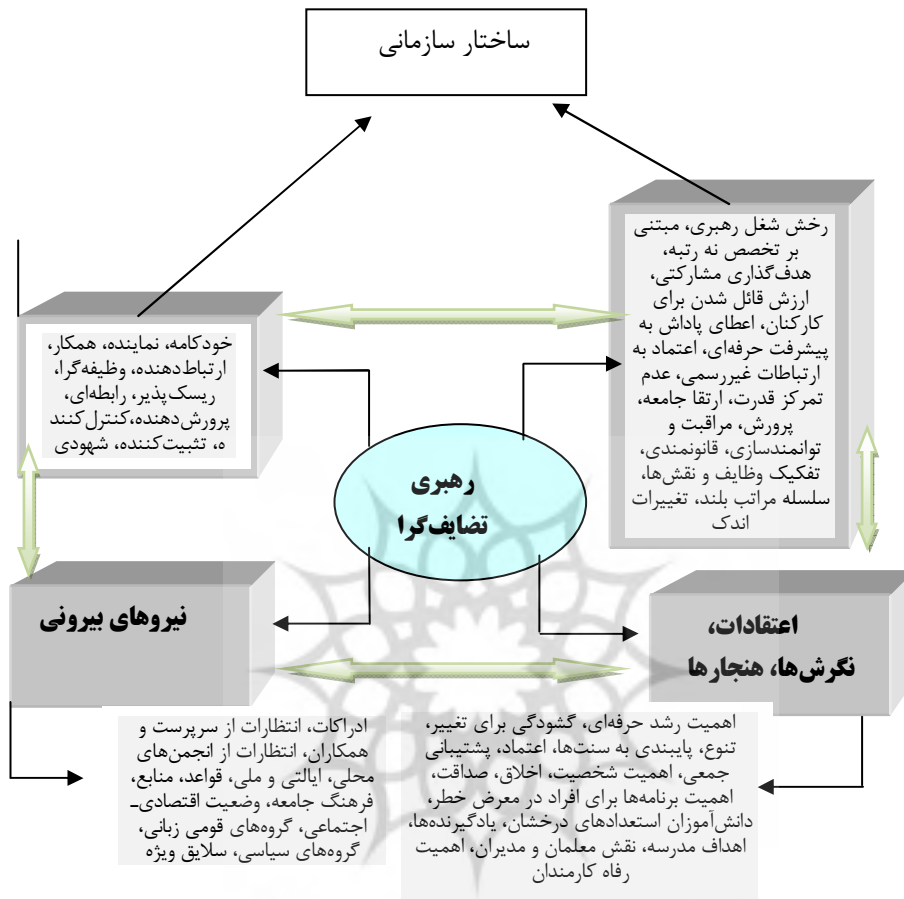 ساختار سازمانی
رخش شغل رهبری، مبتنی
بر تخصص نه رتبه،
هدف‌گذاری مشارکتی،
ارزش قائل شدن برای
کارکنان، اعطای پاداش به
پیشرفت حرفه‌ای، اعتماد به
ارتباطات غیررسمی، عدم
تمرکز قدرت، ارتقا جامعه،
پرورش، مراقبت و
توانمندسازی، قانونمندی،
تفکیک وظایف و نقش‌ها،
سلسله مراتب بلند، تغییرات
اندک
خودکامه، نماینده، همکار،
ارتباط‌دهنده، وظیفه‌گرا،
ریسک‌پذیر، رابطه‌ای،
پرورش‌دهنده،کنترل‌کنند
ه، تثبیت‌کننده، شهودی
رهبری
تضایف‌گرا
اعتقادات،
نگرش‌ها، هنجارها
نیروهای بیرونی
اهمیت رشد حرفه‌ای، گشودگی برای تغییر،
تنوع، پایبندی به سنت‌ها، اعتماد، پشتیبانی
جمعی، اهمیت شخصیت، اخلاق، صداقت،
اهمیت برنامه‌ها برای افراد در معرض خطر،
دانش‌آموزان استعدادهای درخشان، یادگیرنده‌ها،
اهداف مدرسه، نقش معلمان و مدیران، اهمیت
رفاه کارمندان
ادراکات، انتظارات از سرپرست و
همکاران، انتظارات از انجمن‌های
محلی، ایالتی و ملی، قواعد، منابع،
فرهنگ جامعه، وضعیت اقتصادی-
اجتماعی، گروه‌های قومی زبانی،
گروه‌های سیاسی، سلایق ویژه